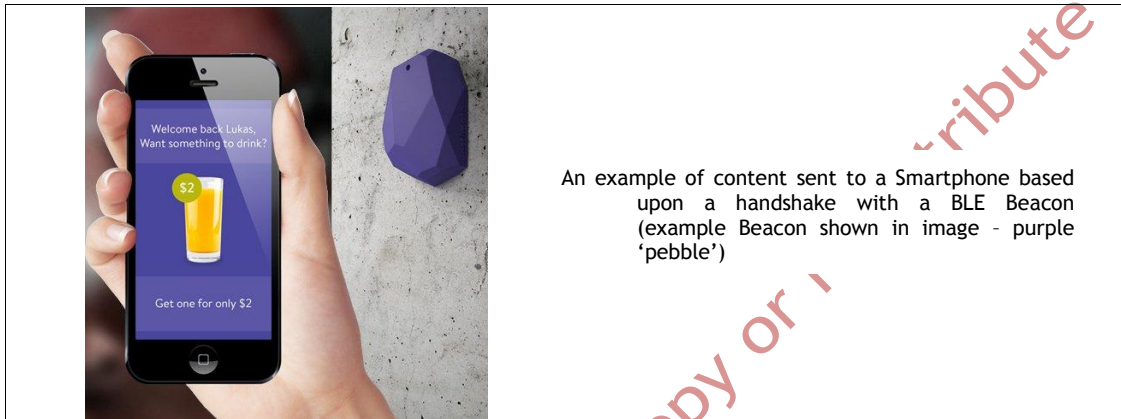 Welcome back Lukas,
Want something to drink?
$2
Get one for only $2
An example of content sent to a Smartphone based
upon a handshake with a BLE Beacon
(example Beacon shown in image – purple
‘pebble’)